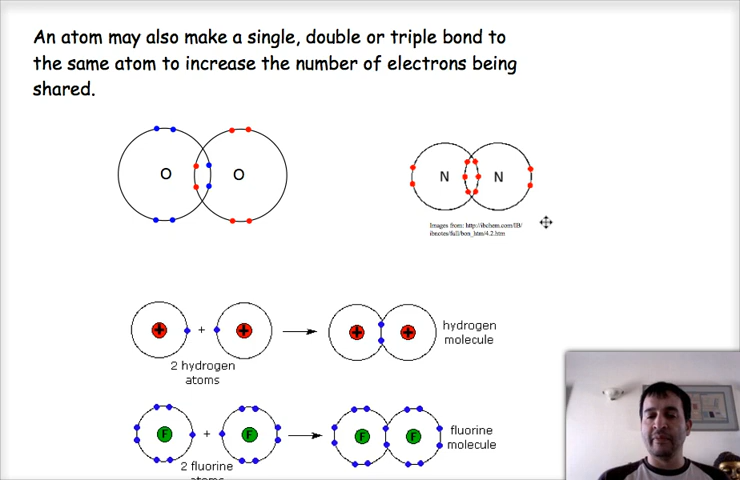 An atom may also make a single, double or triple bond to
the same atom to increase the number of electrons being
shared.
O O
N N
Images from: http://ibchem.com/IB/
ibnotes/full/bon_htm/4.2.htm
+ + + + +
hydrogen
molecule
2 hydrogen
atoms
F + F F F
fluorine
molecule
2 fluorine
atoms